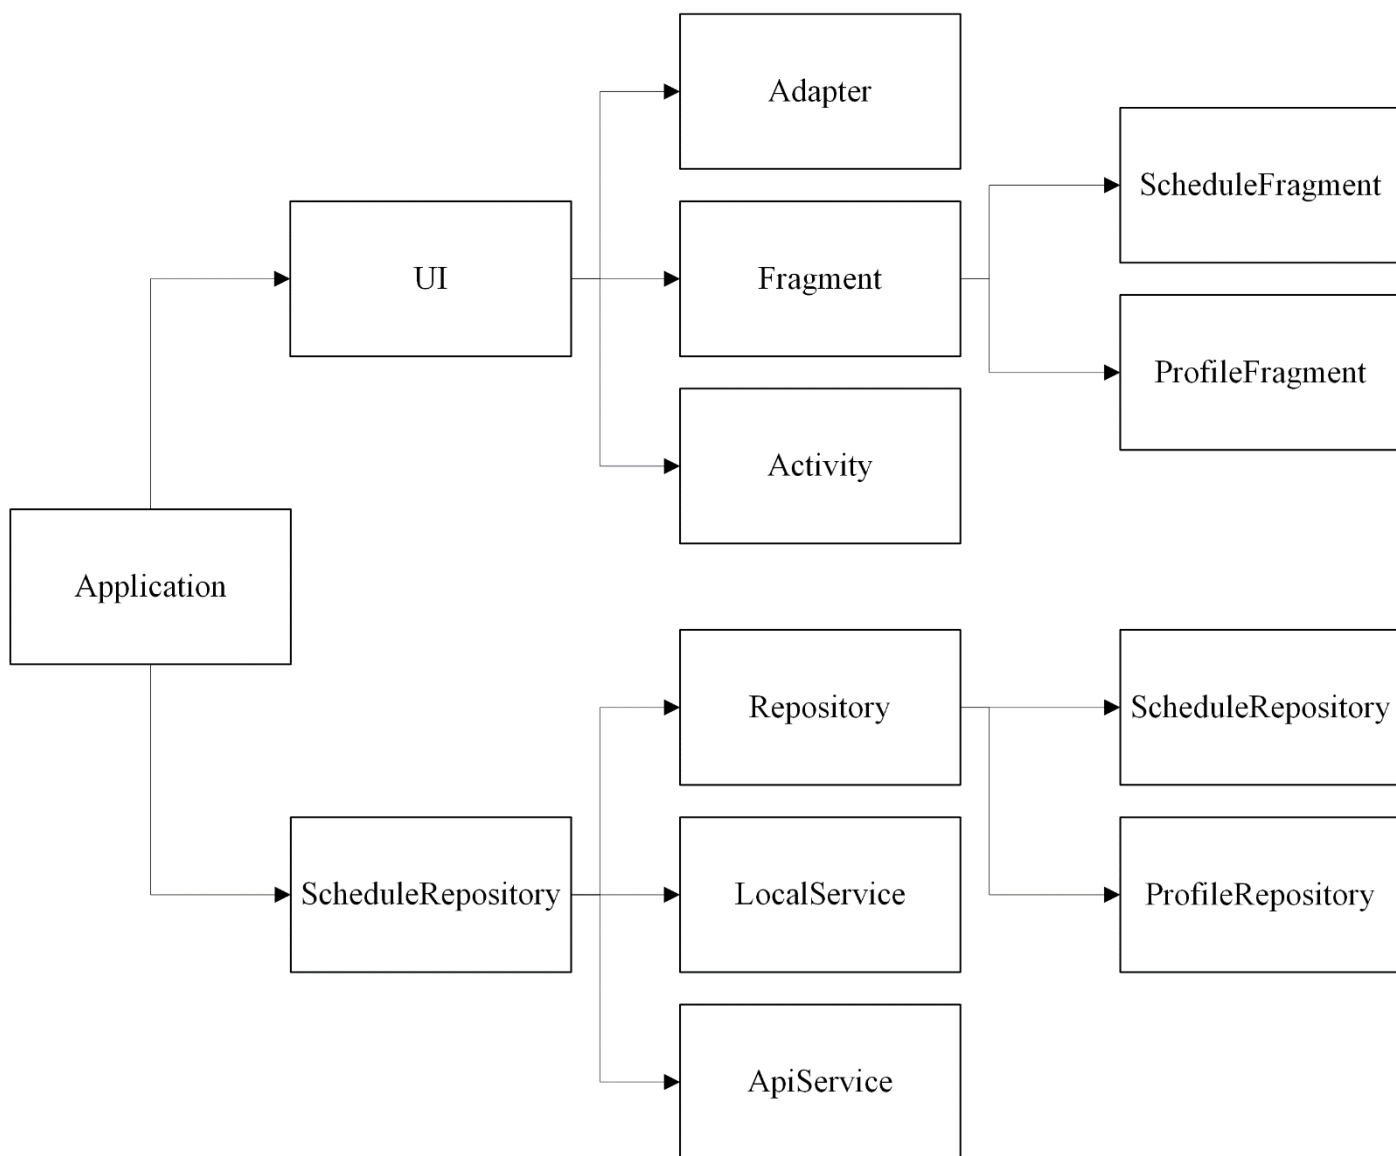 Adapter
ScheduleFragment
UI
Fragment
ProfileFragment
Activity
Application
Repository
ScheduleRepository
ScheduleRepository
LocalService
ProfileRepository
ApiService